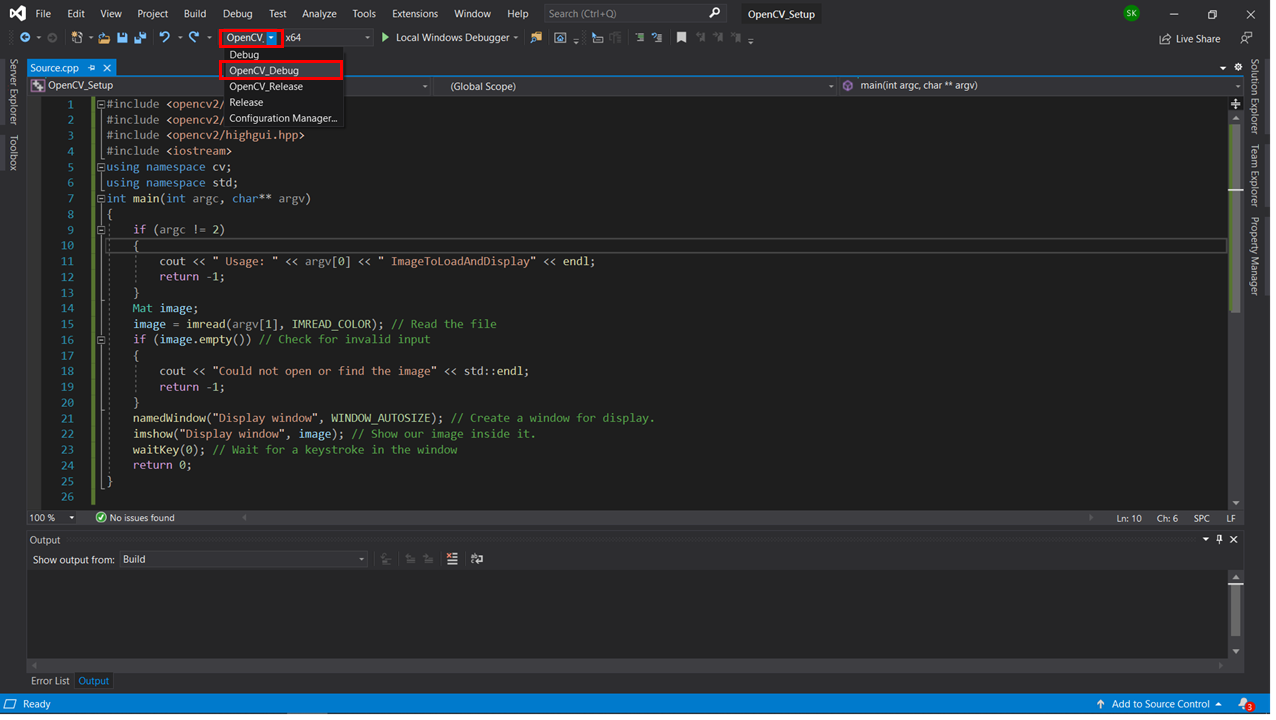 File Edit View Project Build Debug Test Analyze Tools Extensions Window Help Search (Ctrl+Q) OpenCV_Setup SK
OpenCV_ x64 Local Windows Debugger Live Share
Debug
OpenCV_Debug
OpenCV_Release
Release
Configuration Manager...
Server Explorer
Toolbox
Solution Explorer
Team Explorer
Property Manager
Source.cpp
OpenCV_Setup (Global Scope) main(int argc, char ** argv)
1 #include <opencv2/
2 #include <opencv2/
3 #include <opencv2/highgui.hpp>
4 #include <iostream>
5 using namespace cv;
6 using namespace std;
7 int main(int argc, char** argv)
8 {
9 if (argc != 2)
10 {
11 cout << " Usage: " << argv[0] << " ImageToLoadAndDisplay" << endl;
12 return -1;
13 }
14 Mat image;
15 image = imread(argv[1], IMREAD_COLOR); // Read the file
16 if (image.empty()) // Check for invalid input
17 {
18 cout << "Could not open or find the image" << std::endl;
19 return -1;
20 }
21 namedWindow("Display window", WINDOW_AUTOSIZE); // Create a window for display.
22 imshow("Display window", image); // Show our image inside it.
23 waitKey(0); // Wait for a keystroke in the window
24 return 0;
25 }
26
100 % No issues found Ln: 10 Ch: 6 SPC LF
Output
Show output from: Build
Error List Output
Ready Add to Source Control 3